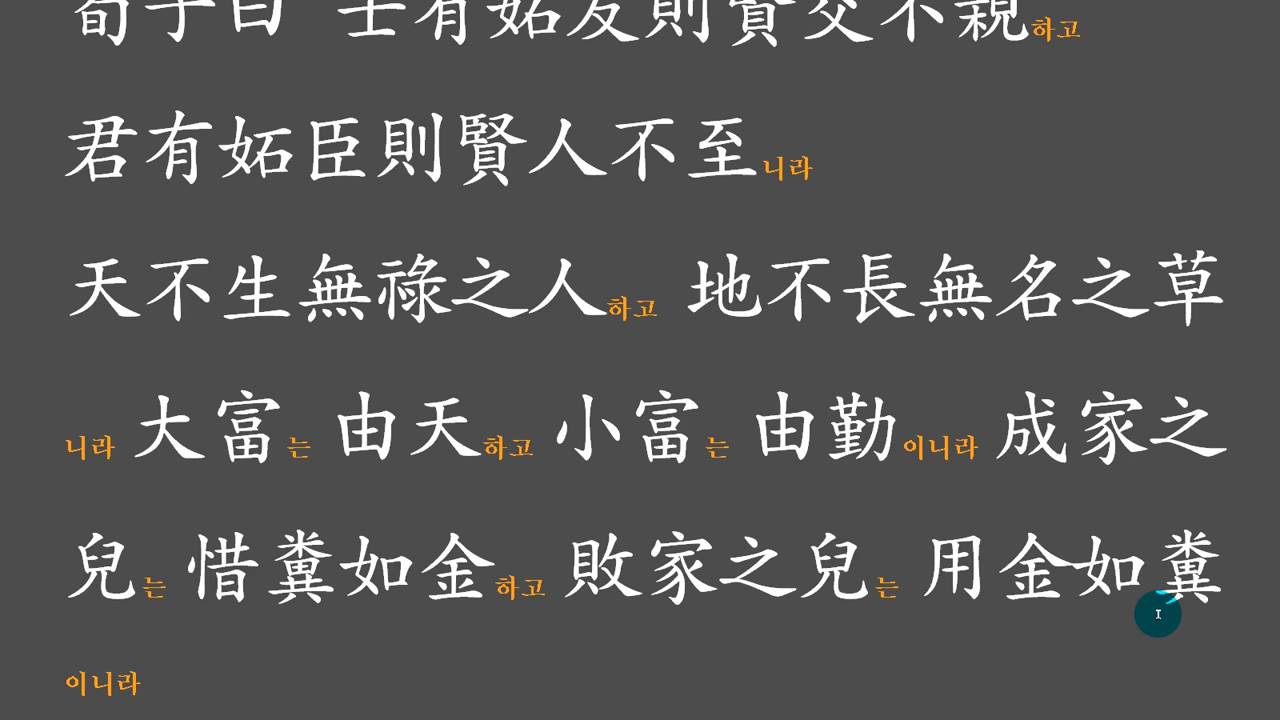 荀子曰 士有妬友則賢交不親하고
君有妬臣則賢人不至니라
天不生無祿之人하고 地不長無名之草
니라 大富는 由天하고 小富는 由勤이니라 成家之
兒는 惜糞如金하고 敗家之兒는 用金如糞
이니라